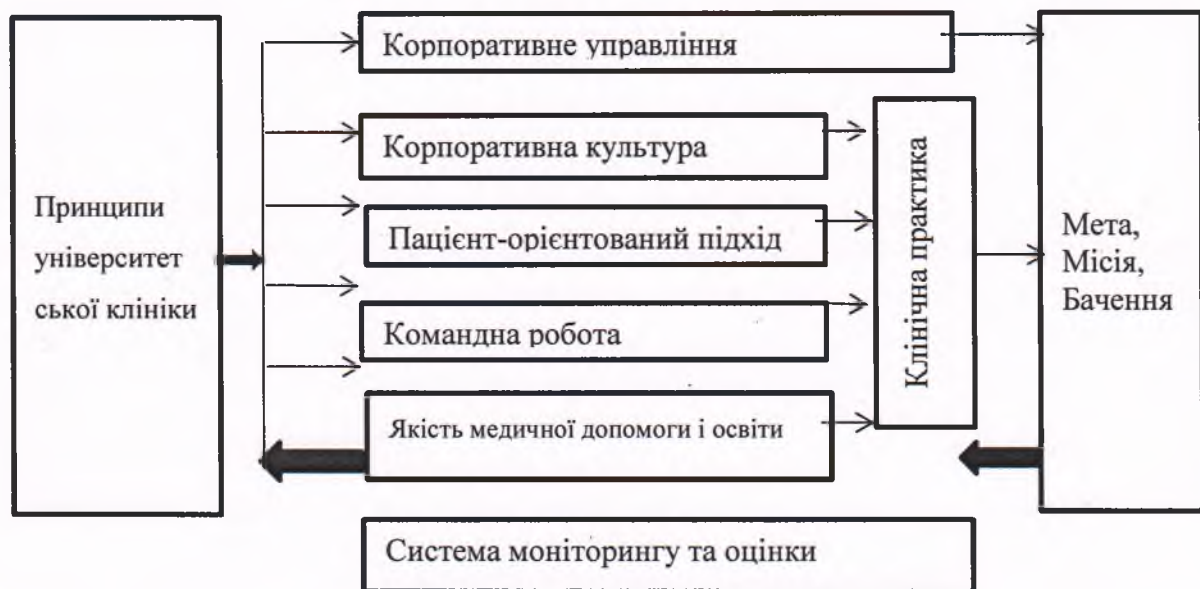 Принципи
університет
ської клініки
Корпоративне управління
Корпоративна культура
Пацієнт-орієнтований підхід
Командна робота
Якість медичної допомоги і освіти
Система моніторингу та оцінки
Клінічна практика
Мета,
Місія,
Бачення